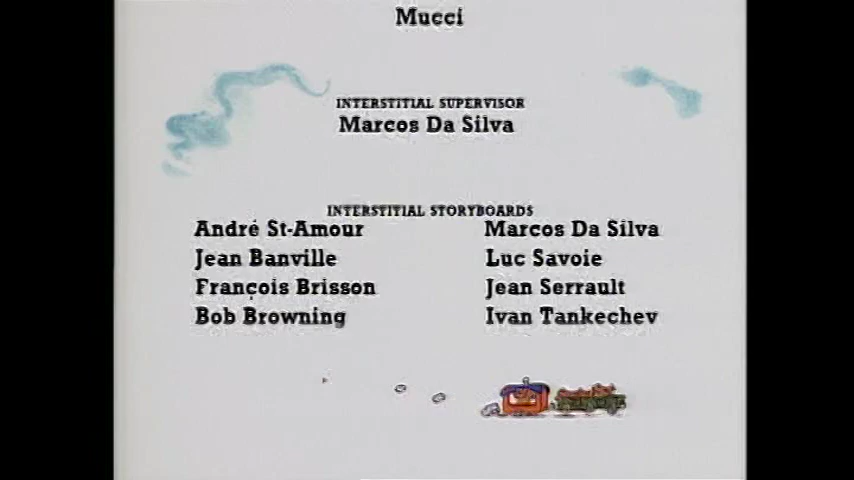 Mucci
INTERSTITIAL SUPERVISOR
Marcos Da Silva
INTERSTITIAL STORYBOARDS
André St-Amour Marcos Da Silva
Jean Banville Luc Savoie
François Brisson Jean Serrault
Bob Browning Ivan Tankechev